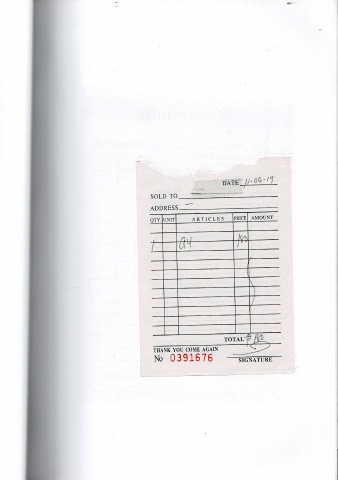 DATE 11-04-19
SOLD TO
ADDRESS -
QTY UNIT ARTICLES PRICE AMOUNT
1 A4 180
TOTAL $ 180
THANK YOU COME AGAIN
No 0391676 SIGNATURE